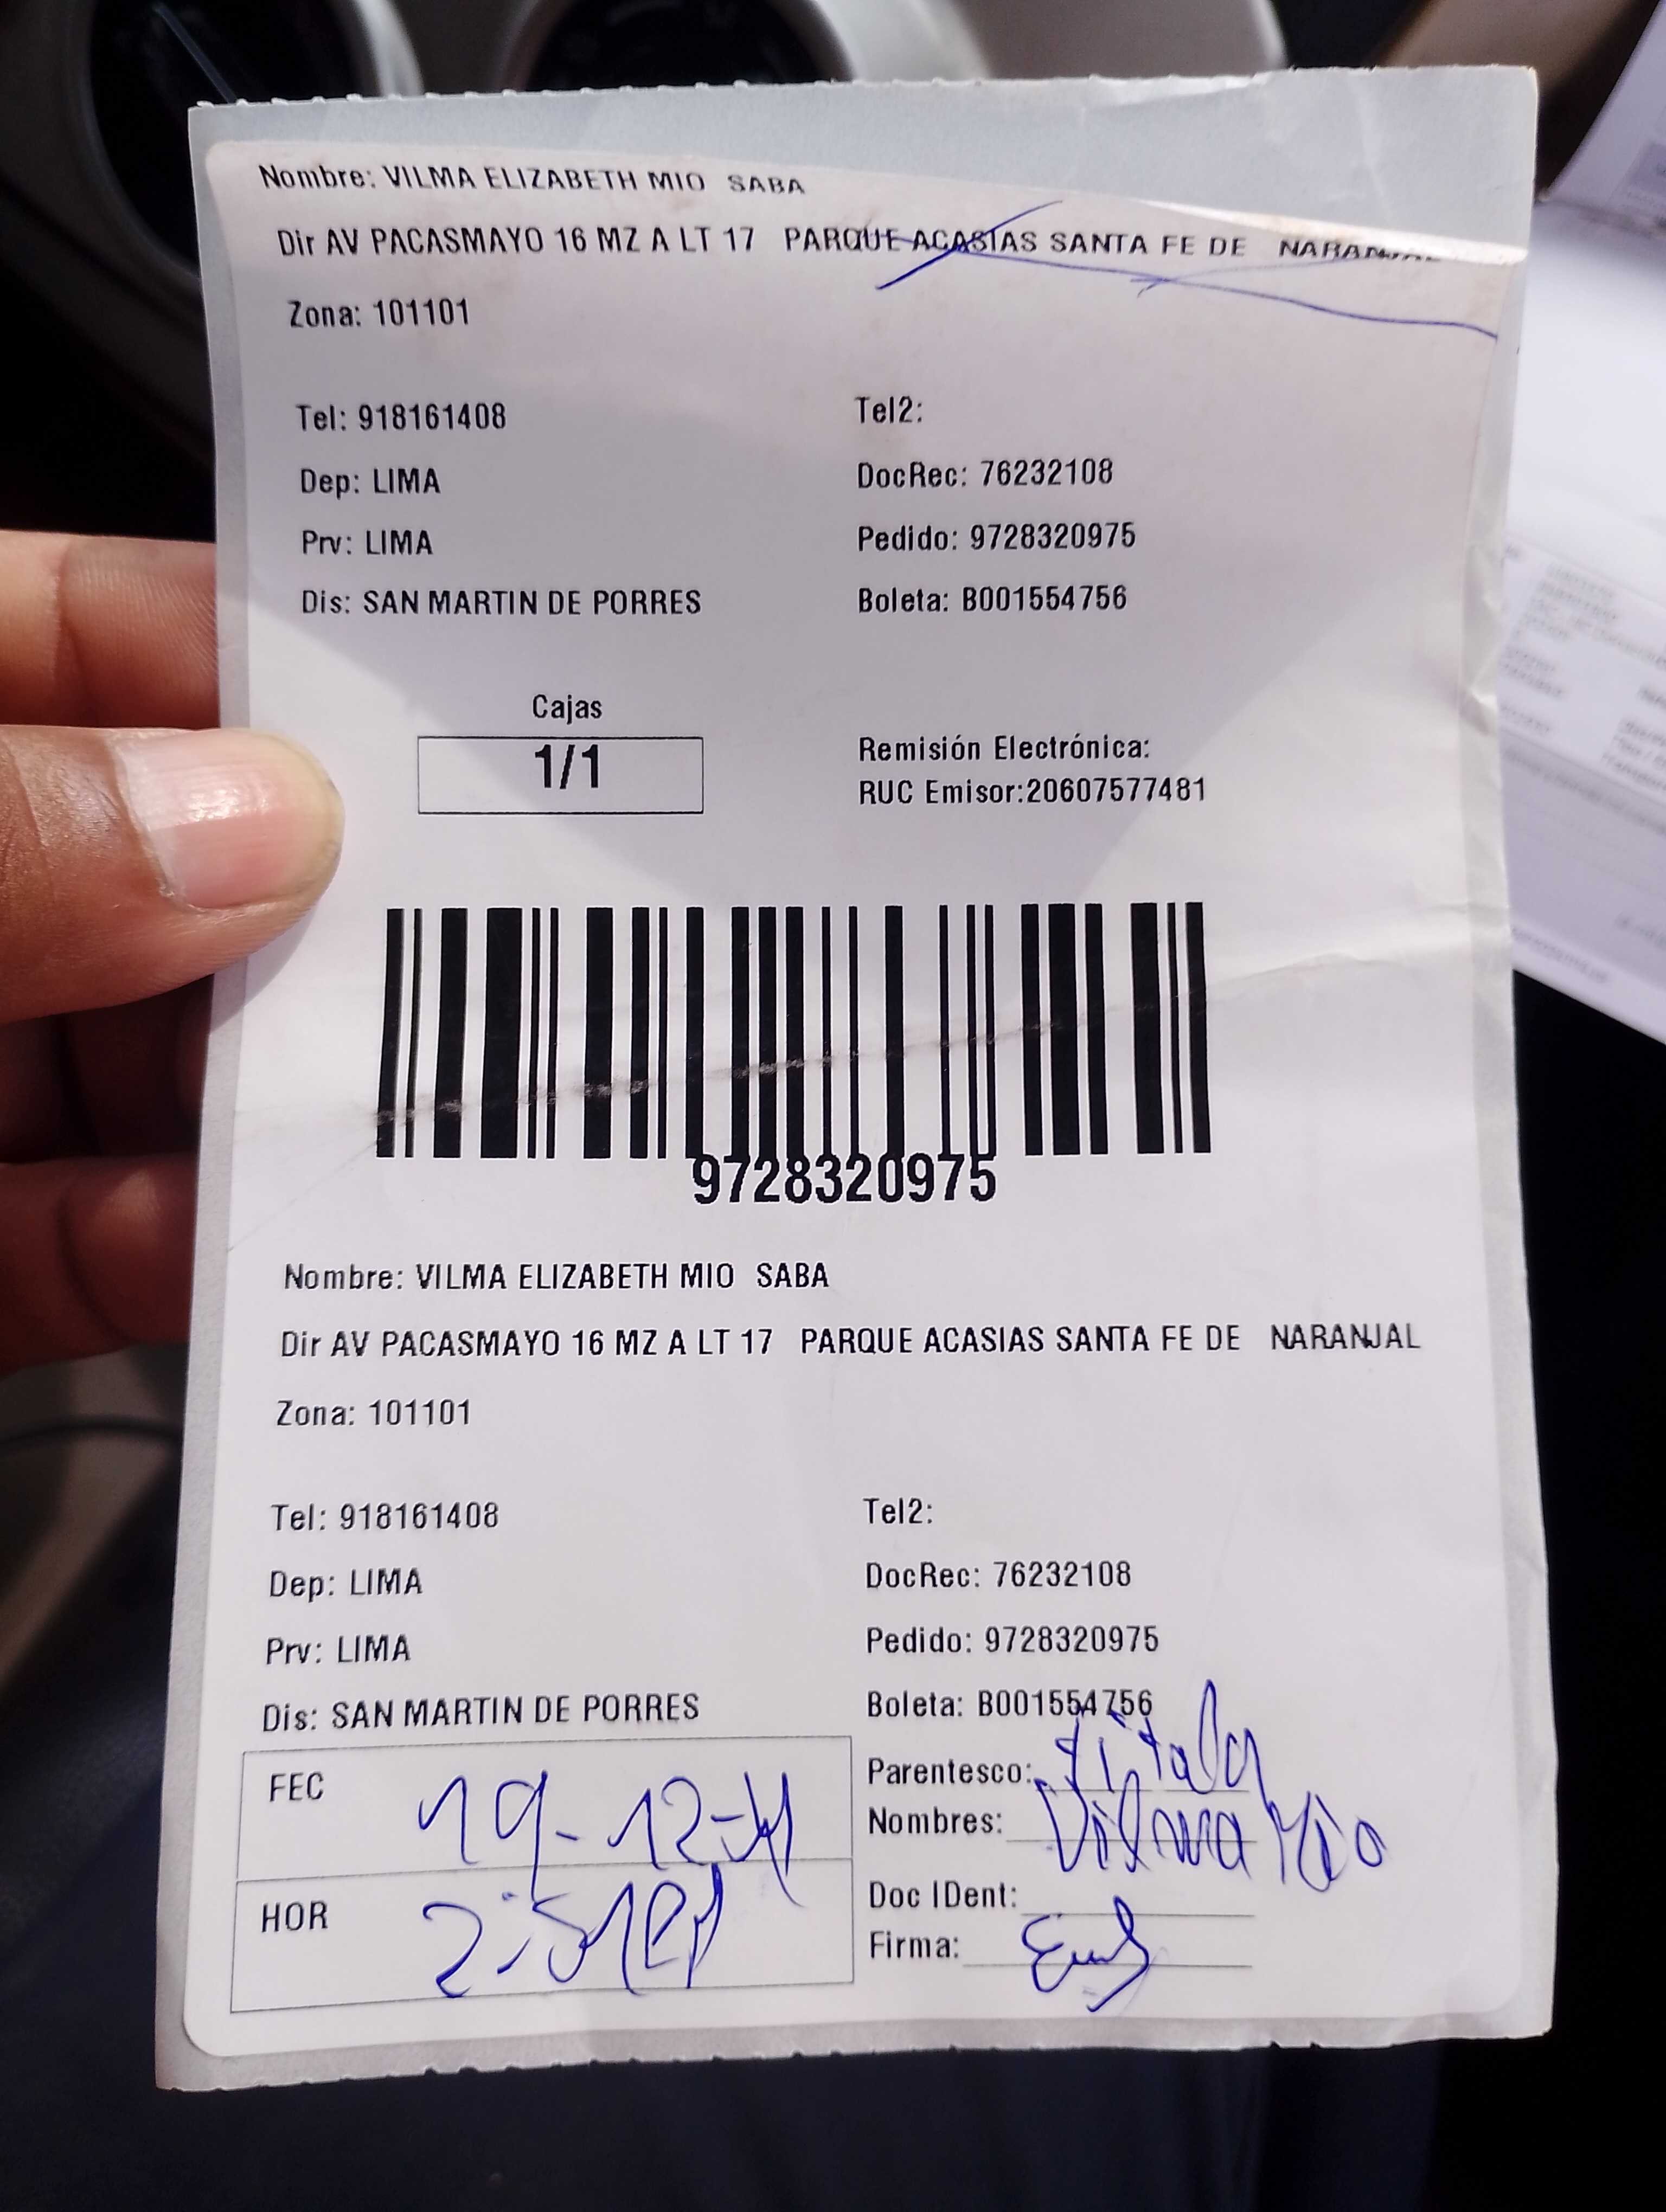 Nombre: VILMA ELIZABETH MIO SABA
Dir AV PACASMAYO 16 MZ A LT 17 PARQUE ACASIAS SANTA FE DE NARANJAL
Zona: 101101
Tel: 918161408 Tel2:
Dep: LIMA DocRec: 76232108
Prv: LIMA Pedido: 9728320975
Dis: SAN MARTIN DE PORRES Boleta: B001554756
Cajas
1/1
Remisión Electrónica:
RUC Emisor:20607577481
9728320975
Nombre: VILMA ELIZABETH MIO SABA
Dir AV PACASMAYO 16 MZ A LT 17 PARQUE ACASIAS SANTA FE DE NARANJAL
Zona: 101101
Tel: 918161408 Tel2:
Dep: LIMA DocRec: 76232108
Prv: LIMA Pedido: 9728320975
Dis: SAN MARTIN DE PORRES Boleta: B001554756
FEC 19-12-
Parentesco:
Nombres: Vilma Mio
HOR
Doc IDent:
Firma: